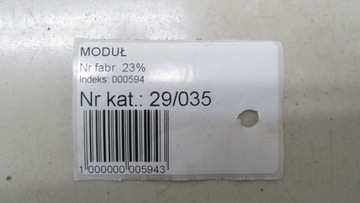 MODUŁ
Nr fabr. 23%
Indeks: 000594
Nr kat.: 29/035
1 000000 005943